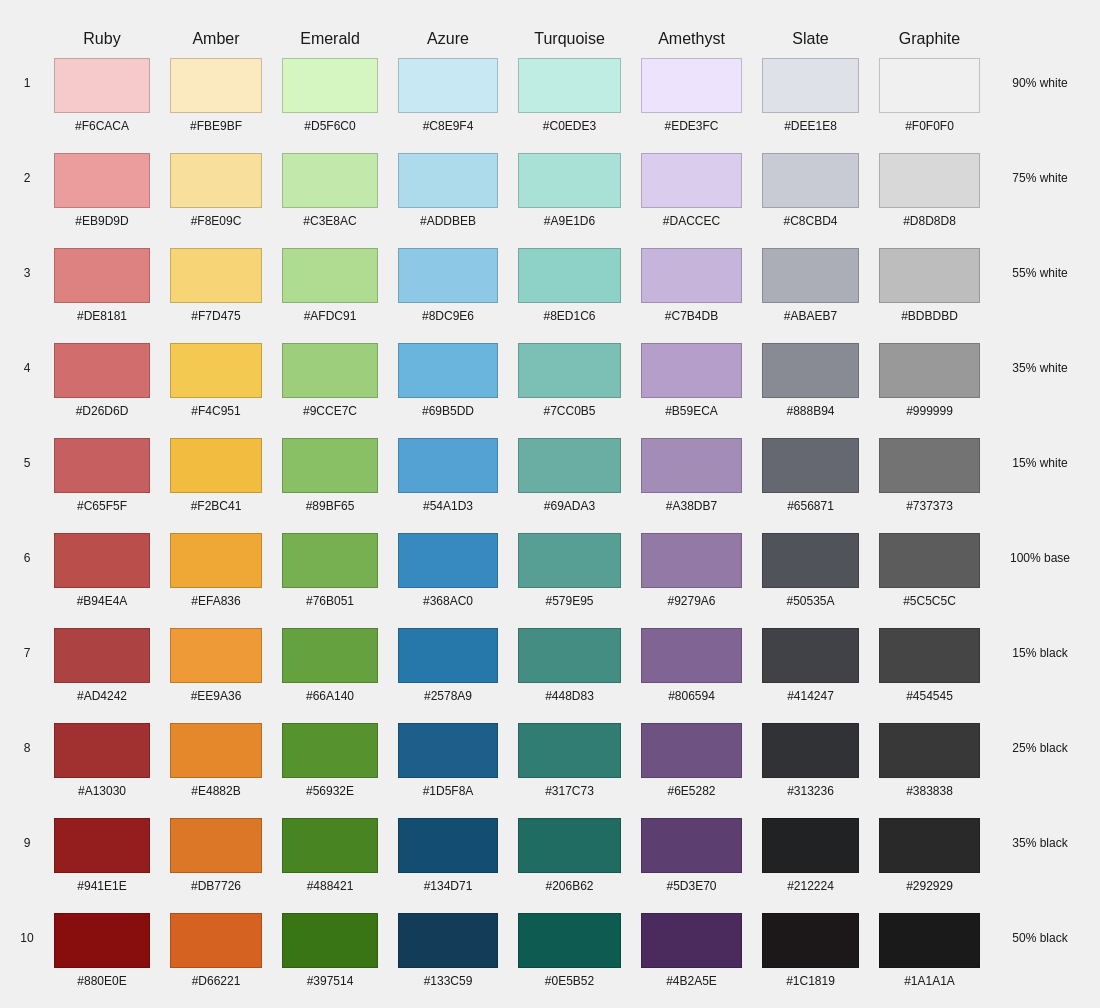 Ruby Amber Emerald Azure Turquoise Amethyst Slate Graphite
1 90% white
#F6CACA #FBE9BF #D5F6C0 #C8E9F4 #C0EDE3 #EDE3FC #DEE1E8 #F0F0F0
2 75% white
#EB9D9D #F8E09C #C3E8AC #ADDBEB #A9E1D6 #DACCEC #C8CBD4 #D8D8D8
3 55% white
#DE8181 #F7D475 #AFDC91 #8DC9E6 #8ED1C6 #C7B4DB #ABAEB7 #BDBDBD
4 35% white
#D26D6D #F4C951 #9CCE7C #69B5DD #7CC0B5 #B59ECA #888B94 #999999
5 15% white
#C65F5F #F2BC41 #89BF65 #54A1D3 #69ADA3 #A38DB7 #656871 #737373
6 100% base
#B94E4A #EFA836 #76B051 #368AC0 #579E95 #9279A6 #50535A #5C5C5C
7 15% black
#AD4242 #EE9A36 #66A140 #2578A9 #448D83 #806594 #414247 #454545
8 25% black
#A13030 #E4882B #56932E #1D5F8A #317C73 #6E5282 #313236 #383838
9 35% black
#941E1E #DB7726 #488421 #134D71 #206B62 #5D3E70 #212224 #292929
10 50% black
#880E0E #D66221 #397514 #133C59 #0E5B52 #4B2A5E #1C1819 #1A1A1A